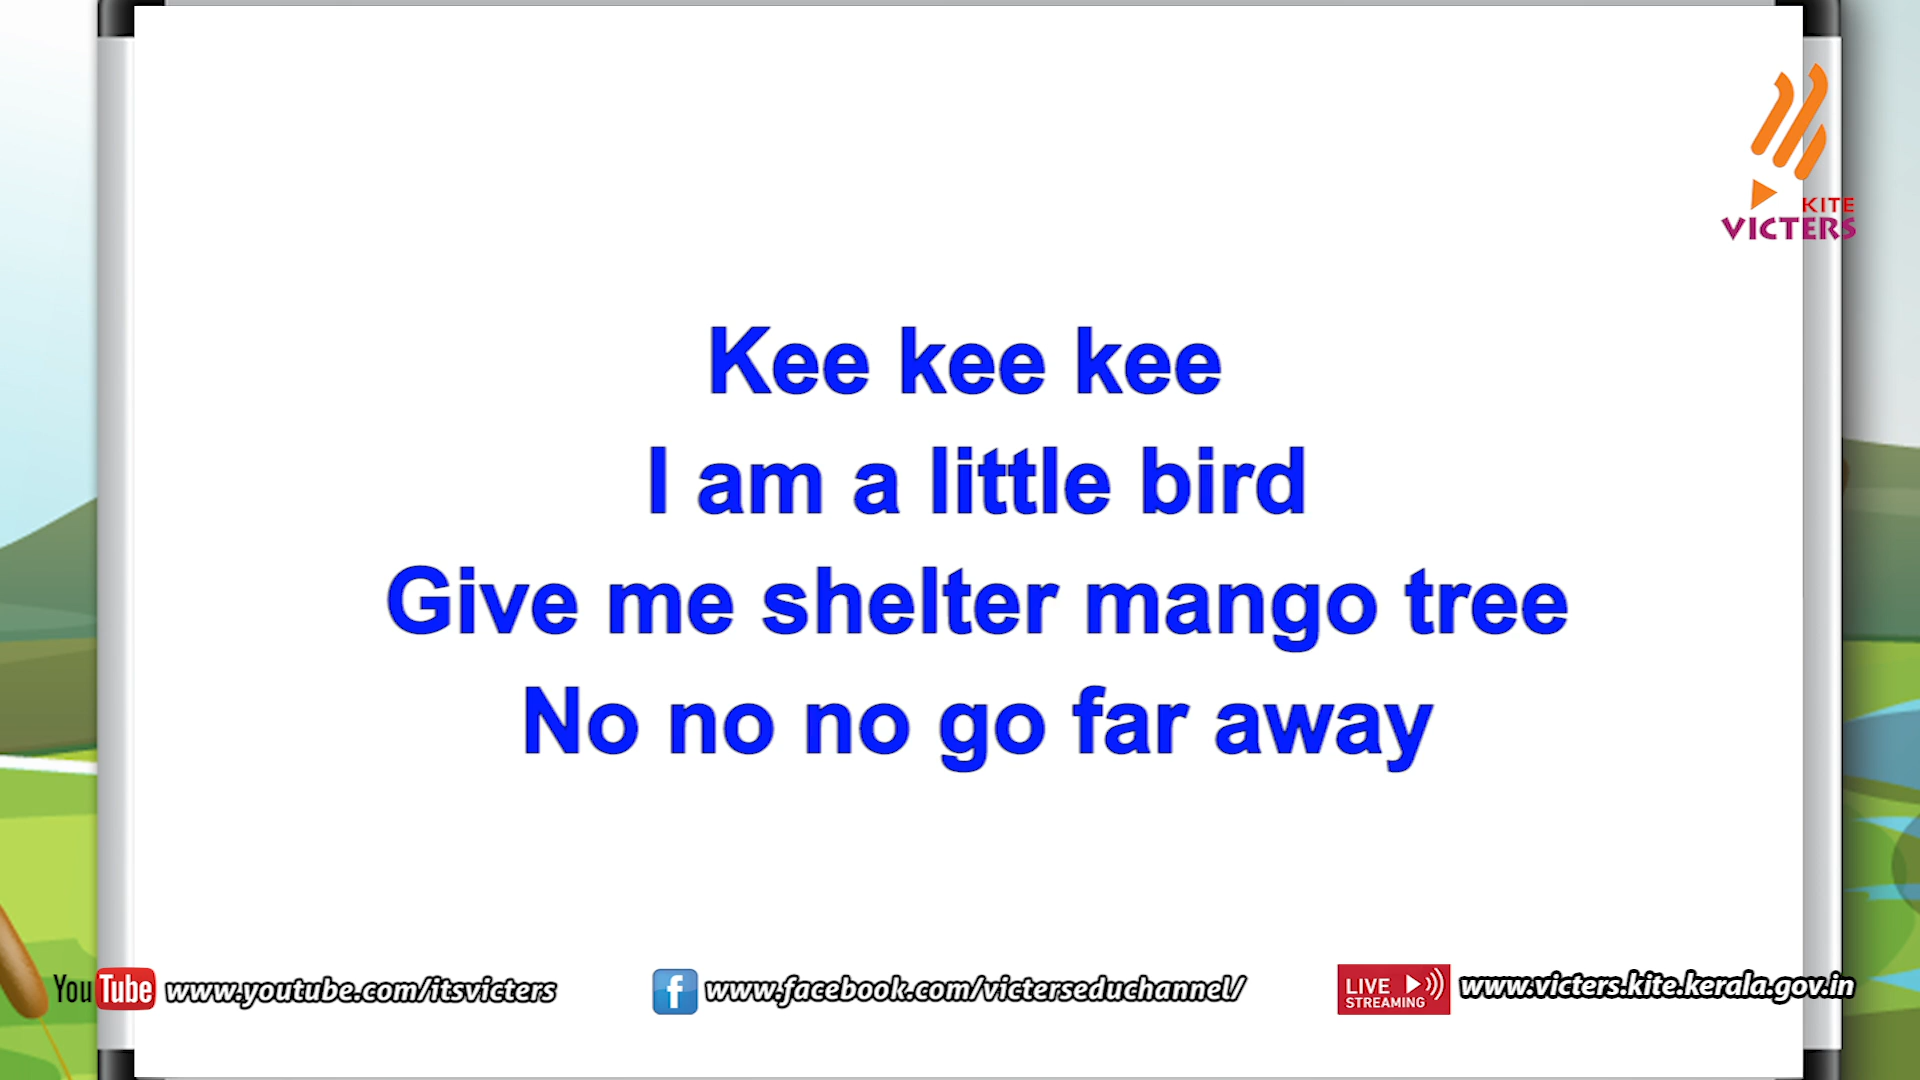 KITE
VICTERS
Kee kee kee
I am a little bird
Give me shelter mango tree
No no no go far away
YouTube www.youtube.com/itsvicters
f www.facebook.com/victerseduchannel/
LIVE STREAMING www.victers.kite.kerala.gov.in